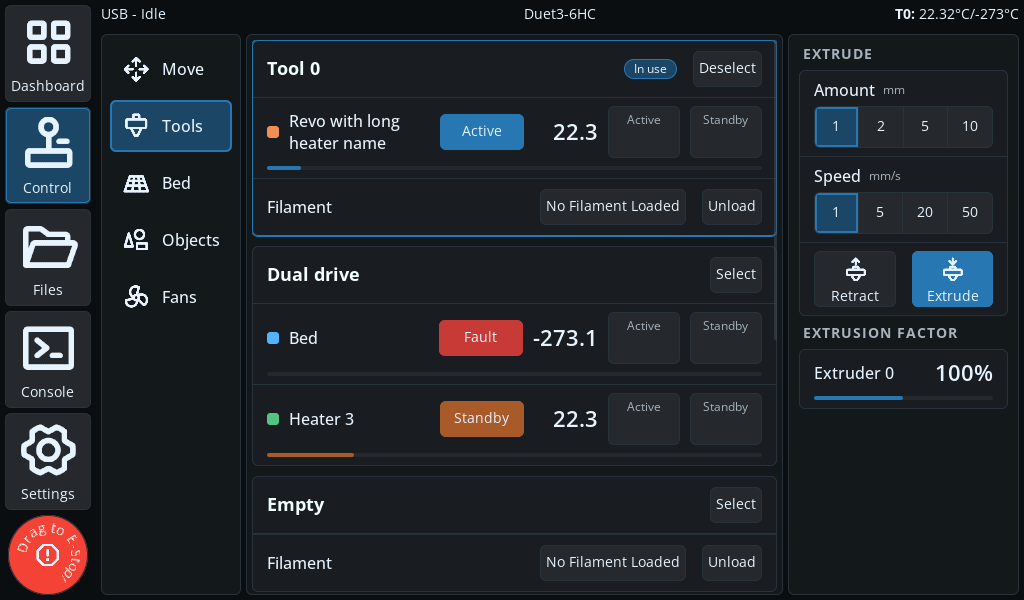 USB - Idle
Duet3-6HC
T0: 22.32°C/-273°C
Dashboard
Control
Files
Console
Settings
Drag to E-Stop!
Move
Tools
Bed
Objects
Fans
Tool 0
In use
Deselect
Revo with long
heater name
Active
22.3
Active
Standby
Filament
No Filament Loaded
Unload
Dual drive
Select
Bed
Fault
-273.1
Active
Standby
Heater 3
Standby
22.3
Active
Standby
Empty
Select
Filament
No Filament Loaded
Unload
EXTRUDE
Amount mm
1 2 5 10
Speed mm/s
1 5 20 50
Retract
Extrude
EXTRUSION FACTOR
Extruder 0
100%